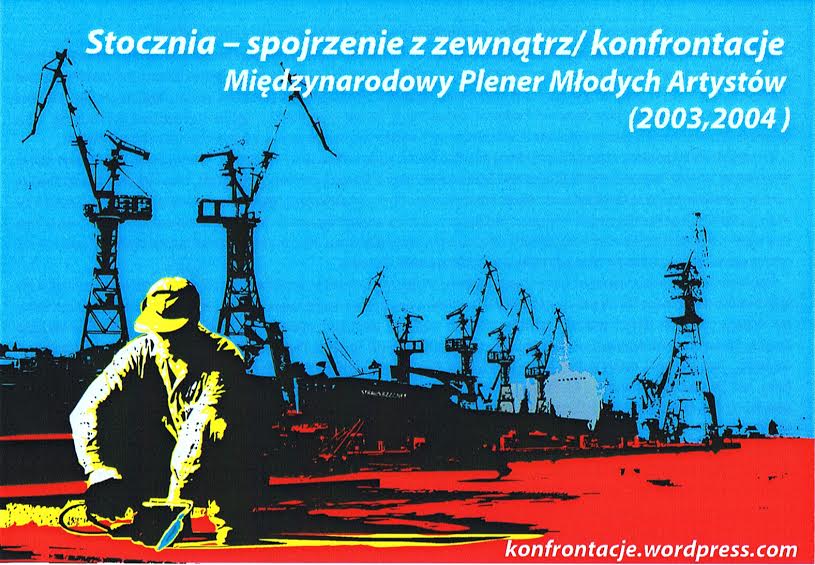 Stocznia – spojrzenie z zewnątrz/ konfrontacje
Międzynarodowy Plener Młodych Artystów
(2003,2004 )
konfrontacje.wordpress.com